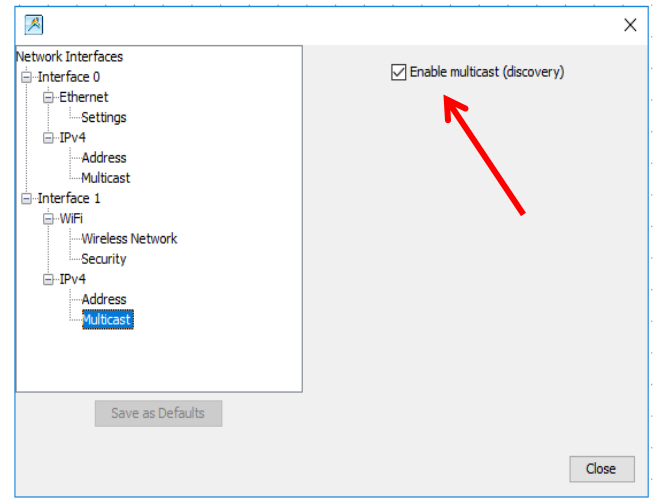 Network Interfaces
Interface 0
Ethernet
Settings
IPv4
Address
Multicast
Interface 1
WiFi
Wireless Network
Security
IPv4
Address
Multicast
Enable multicast (discovery)
Save as Defaults
Close